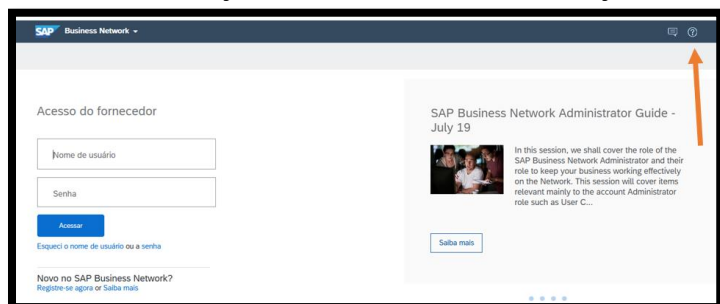 SAP Business Network
Acesso do fornecedor
Nome de usuário
Senha
Acessar
Esqueci o nome de usuário ou a senha
Novo no SAP Business Network?
Registre-se agora or Saiba mais
SAP Business Network Administrator Guide -
July 19
In this session, we shall cover the role of the
SAP Business Network Administrator and their
role to keep your business working effectively
on the Network. This session will cover items
relevant mainly to the account Administrator
role such as User C...
Saiba mais